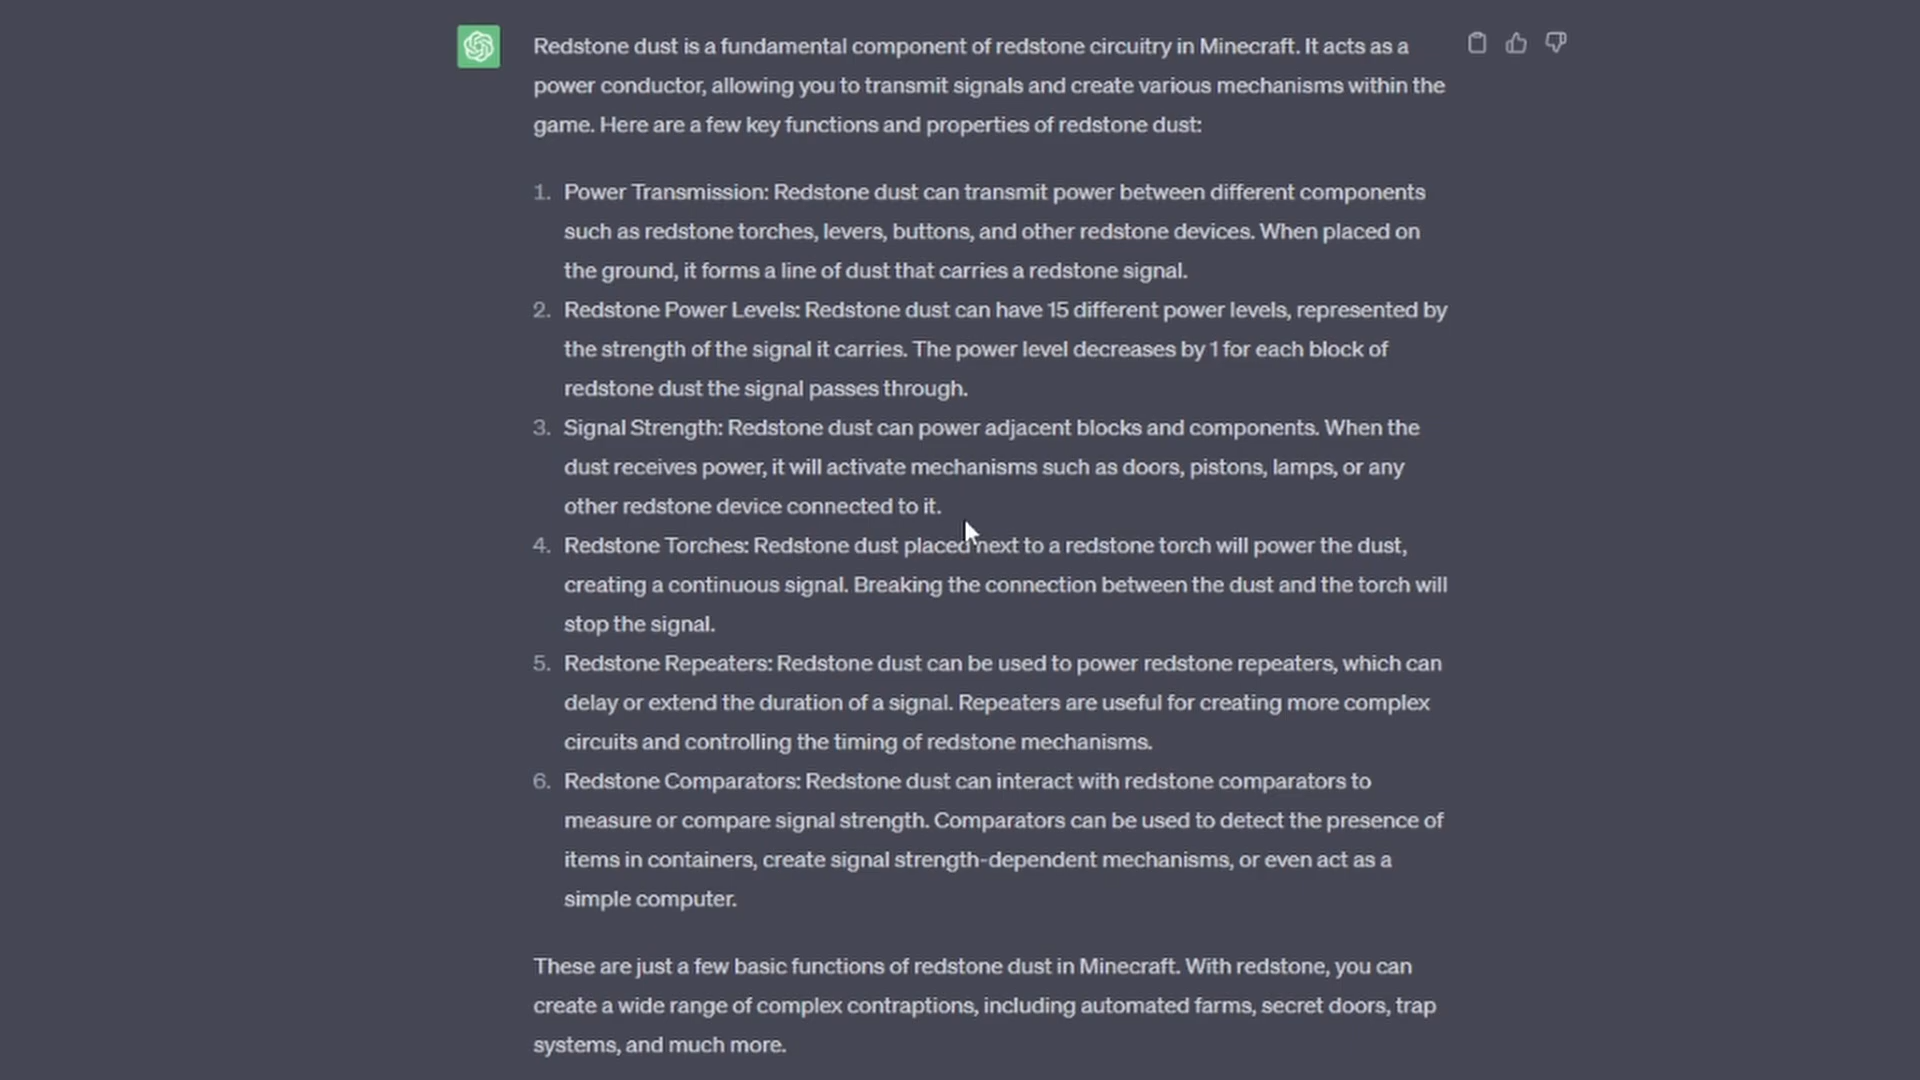 Redstone dust is a fundamental component of redstone circuitry in Minecraft. It acts as a
power conductor, allowing you to transmit signals and create various mechanisms within the
game. Here are a few key functions and properties of redstone dust:
1. Power Transmission: Redstone dust can transmit power between different components
such as redstone torches, levers, buttons, and other redstone devices. When placed on
the ground, it forms a line of dust that carries a redstone signal.
2. Redstone Power Levels: Redstone dust can have 15 different power levels, represented by
the strength of the signal it carries. The power level decreases by 1 for each block of
redstone dust the signal passes through.
3. Signal Strength: Redstone dust can power adjacent blocks and components. When the
dust receives power, it will activate mechanisms such as doors, pistons, lamps, or any
other redstone device connected to it.
4. Redstone Torches: Redstone dust placed next to a redstone torch will power the dust,
creating a continuous signal. Breaking the connection between the dust and the torch will
stop the signal.
5. Redstone Repeaters: Redstone dust can be used to power redstone repeaters, which can
delay or extend the duration of a signal. Repeaters are useful for creating more complex
circuits and controlling the timing of redstone mechanisms.
6. Redstone Comparators: Redstone dust can interact with redstone comparators to
measure or compare signal strength. Comparators can be used to detect the presence of
items in containers, create signal strength-dependent mechanisms, or even act as a
simple computer.
These are just a few basic functions of redstone dust in Minecraft. With redstone, you can
create a wide range of complex contraptions, including automated farms, secret doors, trap
systems, and much more.